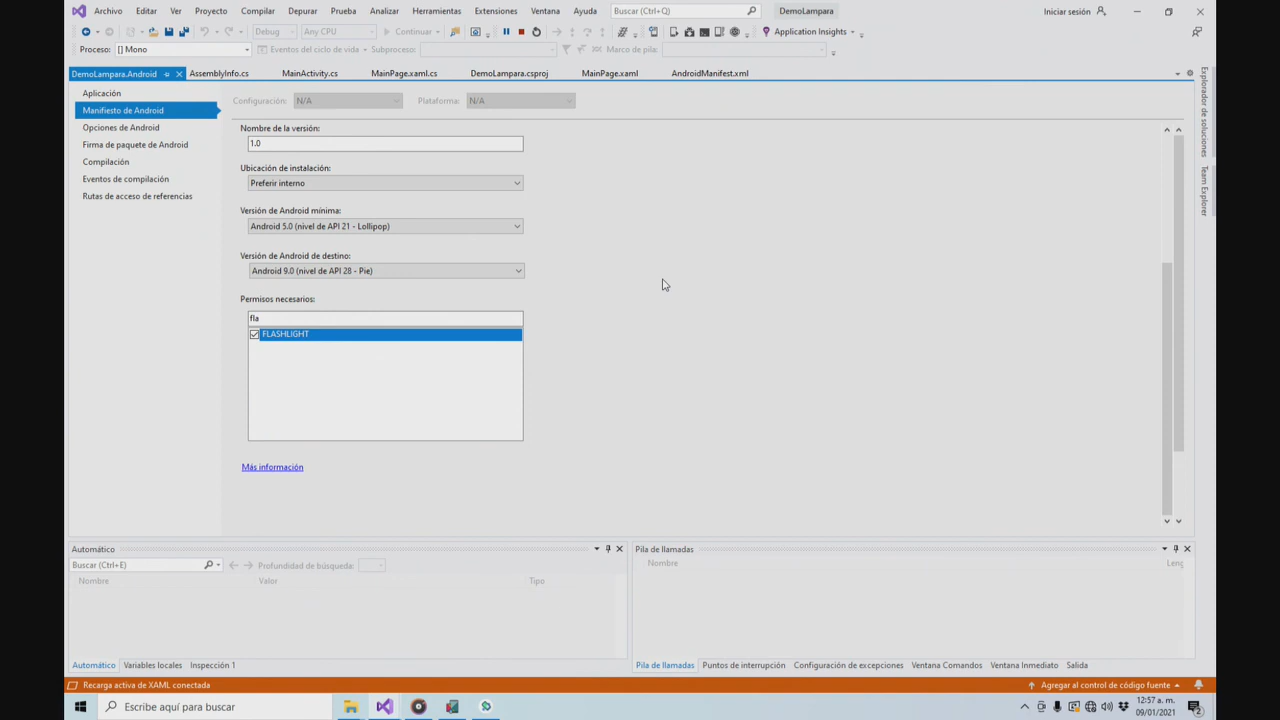 Archivo Editar Ver Proyecto Compilar Depurar Prueba Analizar Herramientas Extensiones Ventana Ayuda Buscar (Ctrl+Q) DemoLampara Iniciar sesión
Debug Any CPU Continuar Application Insights
Proceso: [] Mono Eventos del ciclo de vida Subproceso: Marco de pila:
DemoLampara.Android AssemblyInfo.cs MainActivity.cs MainPage.xaml.cs DemoLampara.csproj MainPage.xaml AndroidManifest.xml
Explorador de soluciones
Team Explorer
Aplicación
Manifiesto de Android
Opciones de Android
Firma de paquete de Android
Compilación
Eventos de compilación
Rutas de acceso de referencias
Configuración: N/A Plataforma: N/A
Nombre de la versión:
1.0
Ubicación de instalación:
Preferir interno
Versión de Android mínima:
Android 5.0 (nivel de API 21 - Lollipop)
Versión de Android de destino:
Android 9.0 (nivel de API 28 - Pie)
Permisos necesarios:
fla
FLASHLIGHT
Más información
Automático
Buscar (Ctrl+E) Profundidad de búsqueda:
Nombre Valor Tipo
Automático Variables locales Inspección 1
Pila de llamadas
Nombre Leng
Pila de llamadas Puntos de interrupción Configuración de excepciones Ventana Comandos Ventana Inmediato Salida
Recarga activa de XAML conectada Agregar al control de código fuente
Escribe aquí para buscar
12:57 a. m.
09/01/2021
2